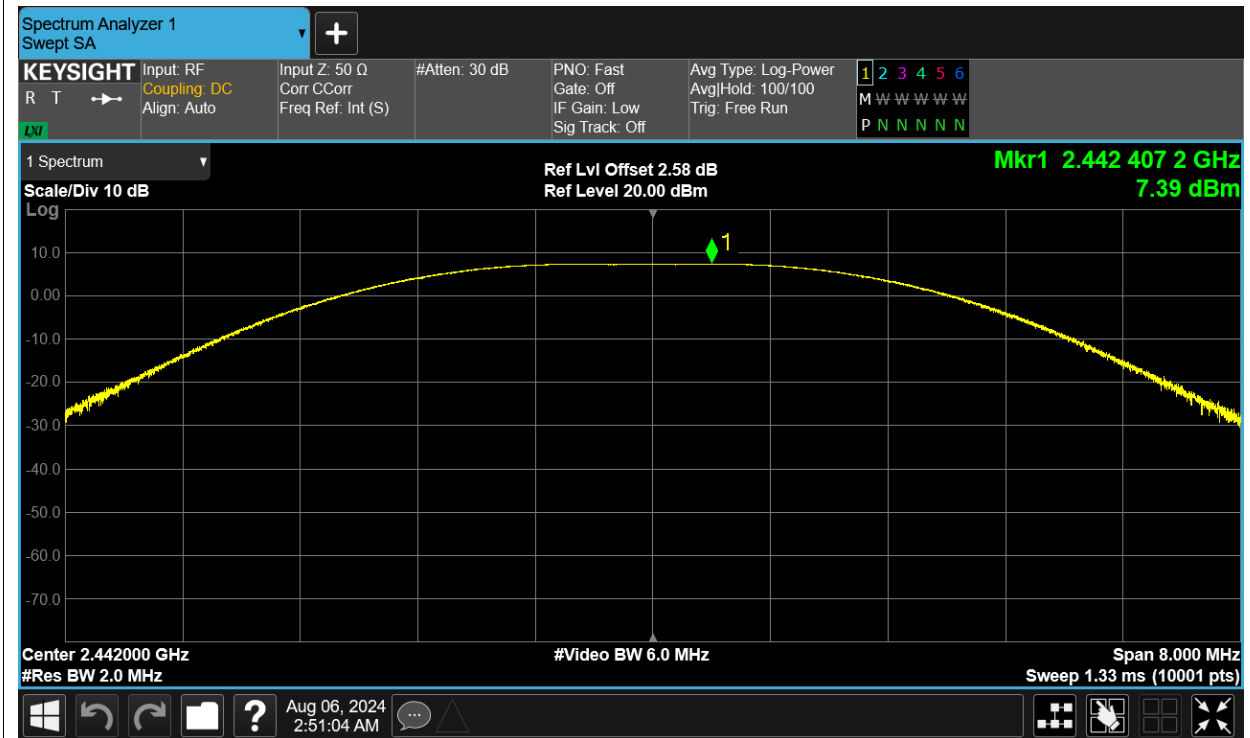 Spectrum Analyzer 1
Swept SA
KEYSIGHT
R T
LXI
Input: RF
Coupling: DC
Align: Auto
Input Z: 50 Ω
Corr CCorr
Freq Ref: Int (S)
#Atten: 30 dB
PNO: Fast
Gate: Off
IF Gain: Low
Sig Track: Off
Avg Type: Log-Power
Avg|Hold: 100/100
Trig: Free Run
1 2 3 4 5 6
M W W W W W
P N N N N N
1 Spectrum
Scale/Div 10 dB
Log
Ref Lvl Offset 2.58 dB
Ref Level 20.00 dBm
Mkr1 2.442 407 2 GHz
7.39 dBm
1
10.0
0.00
-10.0
-20.0
-30.0
-40.0
-50.0
-60.0
-70.0
Center 2.442000 GHz
#Res BW 2.0 MHz
#Video BW 6.0 MHz
Span 8.000 MHz
Sweep 1.33 ms (10001 pts)
?
Aug 06, 2024
2:51:04 AM